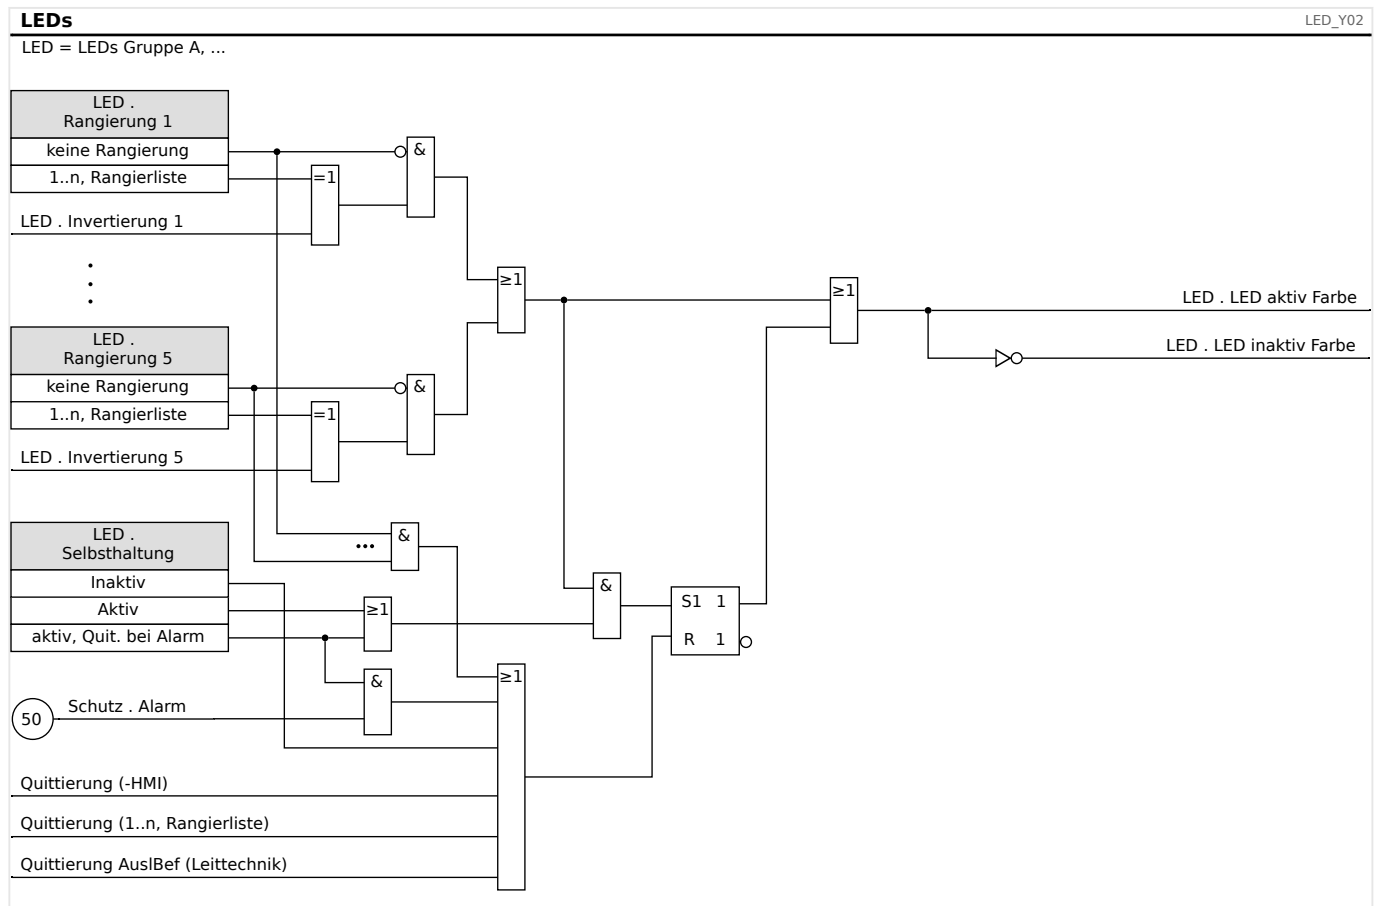 LEDs
LED_Y02
LED = LEDs Gruppe A, ...
LED .
Rangierung 1
keine Rangierung
1..n, Rangierliste
LED . Invertierung 1
&
=1
≥1
≥1
LED . LED aktiv Farbe
LED . LED inaktiv Farbe
LED .
Rangierung 5
keine Rangierung
1..n, Rangierliste
LED . Invertierung 5
&
=1
LED .
Selbsthaltung
Inaktiv
Aktiv
aktiv, Quit. bei Alarm
&
...
≥1
&
S1 1
R 1
&
≥1
50
Schutz . Alarm
Quittierung (-HMI)
Quittierung (1..n, Rangierliste)
Quittierung AuslBef (Leittechnik)